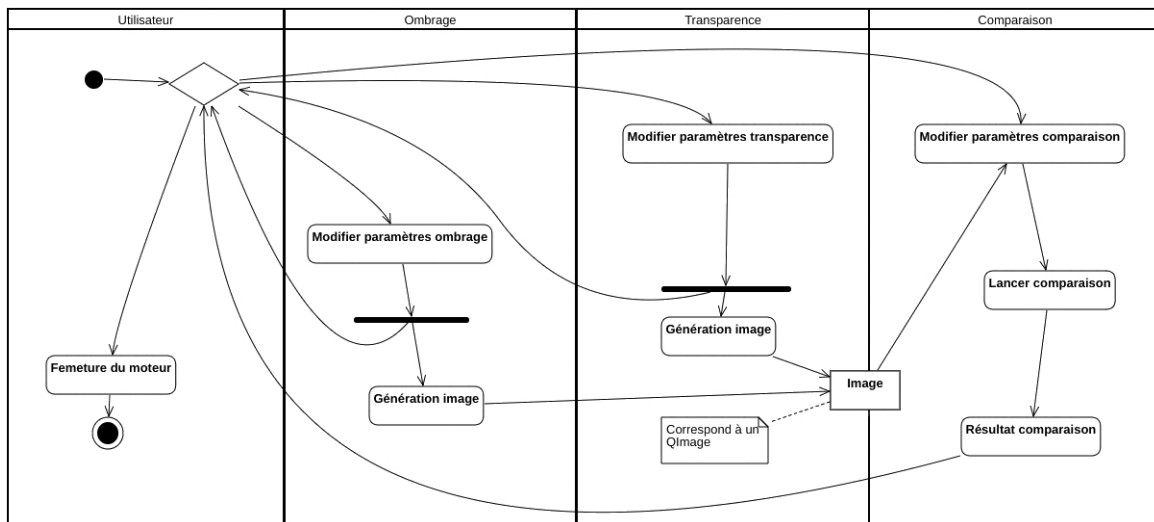 Utilisateur
Ombrage
Transparence
Comparaison
Modifier paramètres transparence
Modifier paramètres comparaison
Modifier paramètres ombrage
Lancer comparaison
Génération image
Femeture du moteur
Image
Génération image
Correspond à un
QImage
Résultat comparaison